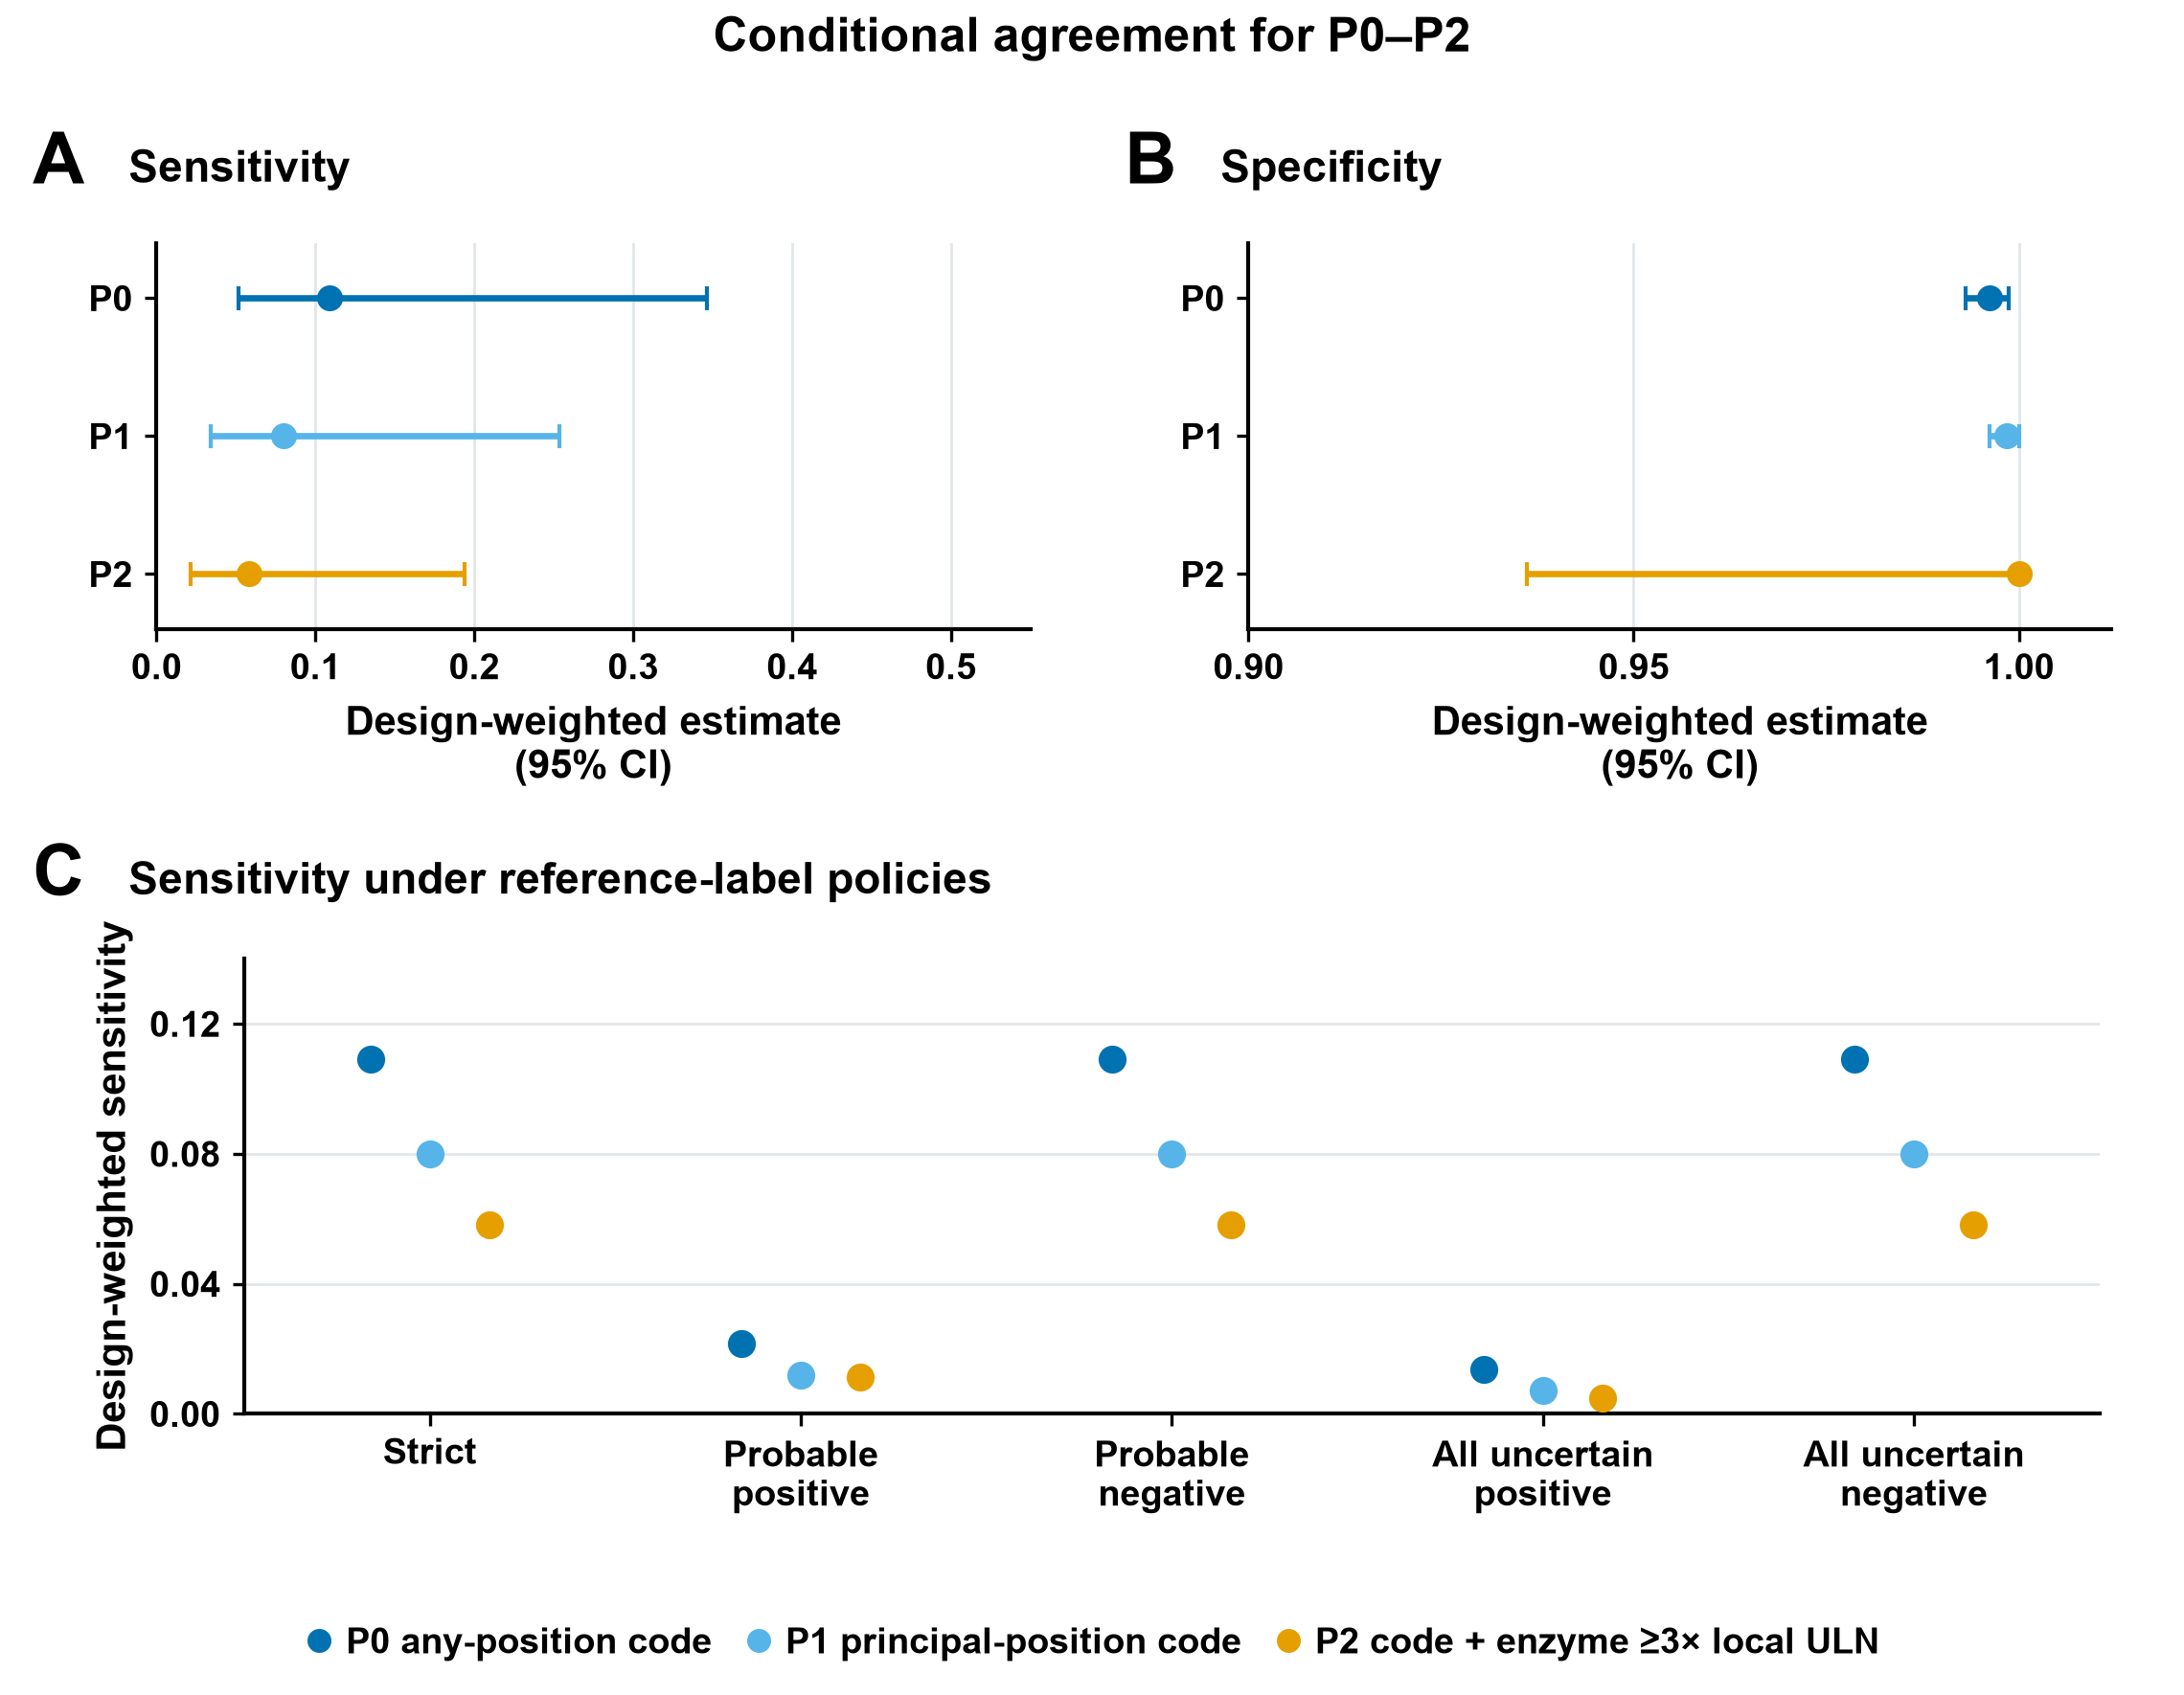 Conditional agreement for P0–P2
A Sensitivity
P0
P1
P2
0.0 0.1 0.2 0.3 0.4 0.5
Design-weighted estimate
(95% CI)
B Specificity
P0
P1
P2
0.90 0.95 1.00
Design-weighted estimate
(95% CI)
C Sensitivity under reference-label policies
Design-weighted sensitivity
0.12
0.08
0.04
0.00
Strict
Probable
positive
Probable
negative
All uncertain
positive
All uncertain
negative
P0 any-position code P1 principal-position code P2 code + enzyme ≥3× local ULN